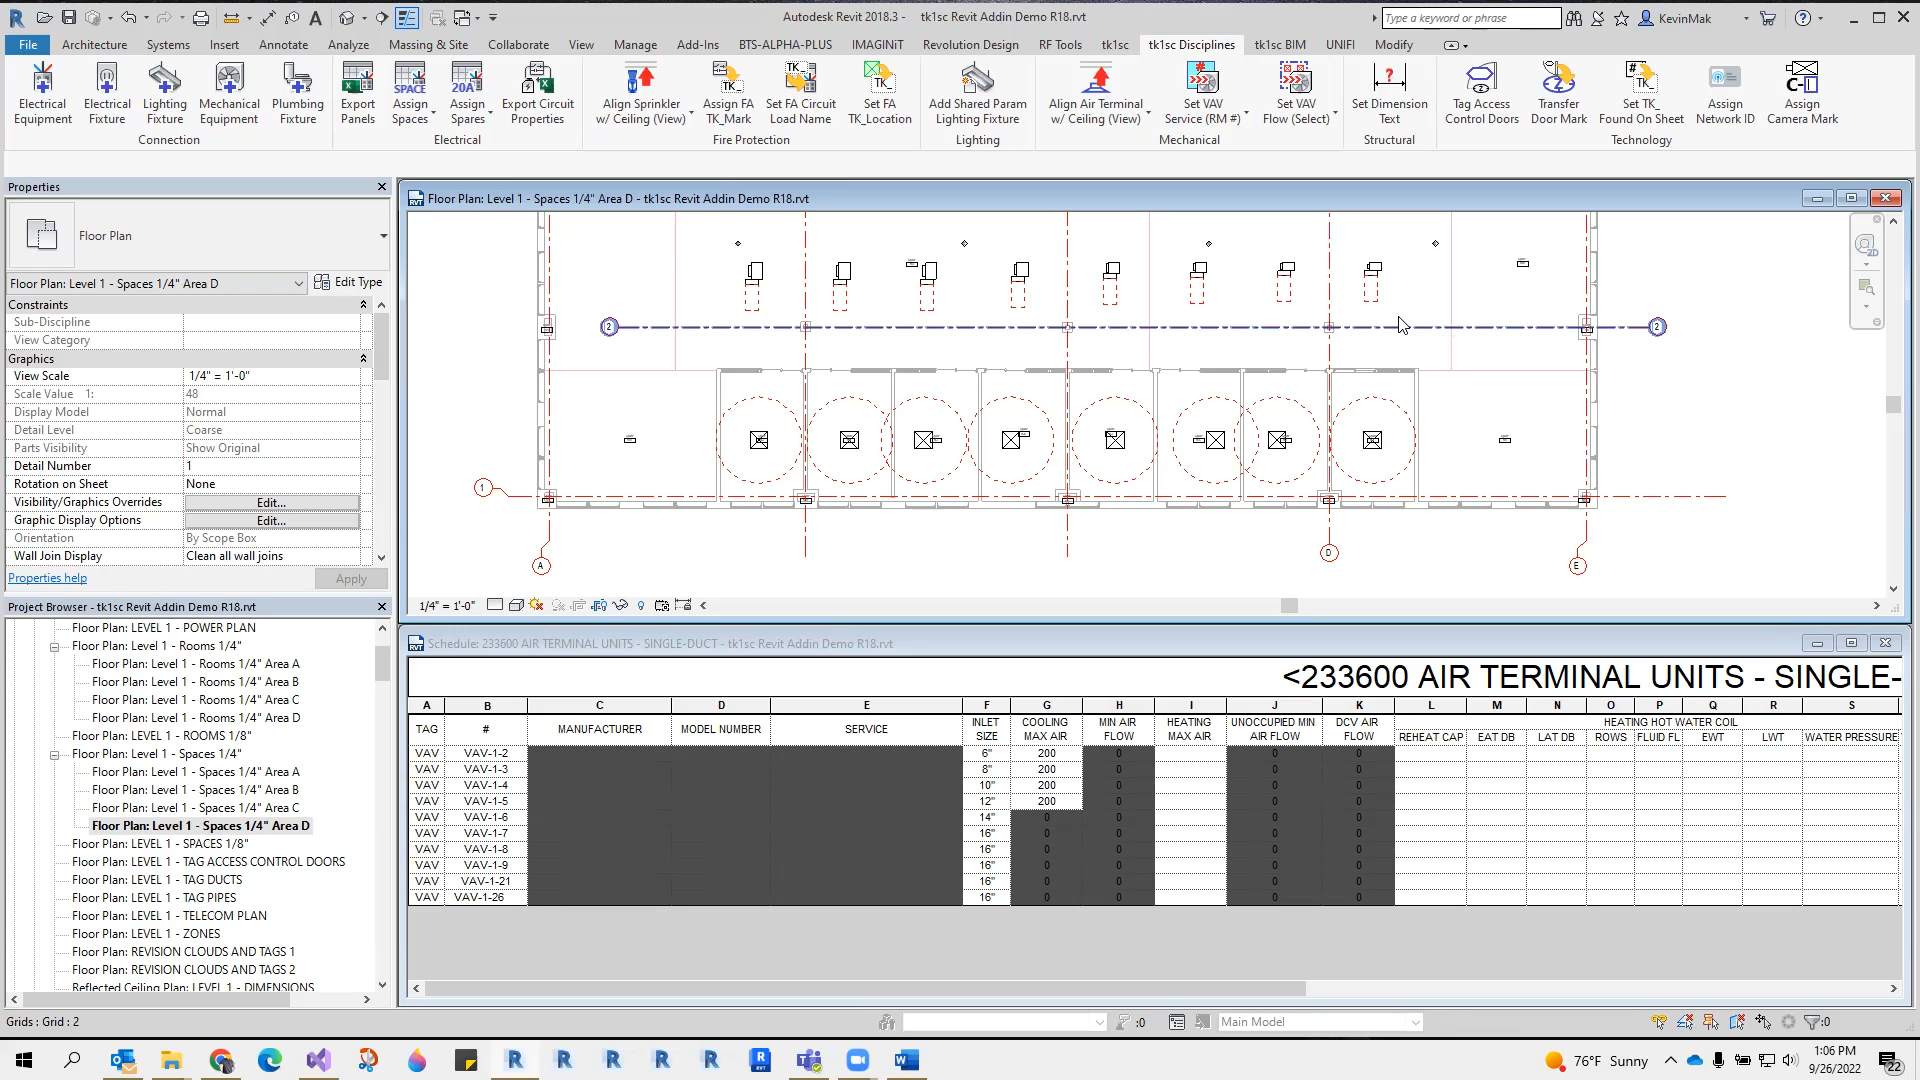 Autodesk Revit 2018.3 - tk1sc Revit Addin Demo R18.rvt
Type a keyword or phrase
KevinMak
File Architecture Systems Insert Annotate Analyze Massing & Site Collaborate View Manage Add-Ins BTS-ALPHA-PLUS IMAGINiT Revolution Design RF Tools tk1sc tk1sc Disciplines tk1sc BIM UNIFI Modify
Electrical Equipment
Electrical Fixture
Lighting Fixture
Mechanical Equipment
Plumbing Fixture
Export Panels
SPACES
Assign Spaces
20A
Assign Spares
Export Circuit Properties
Align Sprinkler w/ Ceiling (View)
Assign FA TK_Mark
Set FA Circuit Load Name
Set FA TK_Location
Add Shared Param Lighting Fixture
Align Air Terminal w/ Ceiling (View)
Set VAV Service (RM #)
Set VAV Flow (Select)
Set Dimension Text
Tag Access Control Doors
Transfer Door Mark
Set TK_ Found On Sheet
Assign Network ID
Assign Camera Mark
Connection Electrical Fire Protection Lighting Mechanical Structural Technology
Properties
Floor Plan
Floor Plan: Level 1 - Spaces 1/4" Area D
Edit Type
Constraints
Sub-Discipline
View Category
Graphics
View Scale 1/4" = 1'-0"
Scale Value 1: 48
Display Model Normal
Detail Level Coarse
Parts Visibility Show Original
Detail Number 1
Rotation on Sheet None
Visibility/Graphics Overrides Edit...
Graphic Display Options Edit...
Orientation By Scope Box
Wall Join Display Clean all wall joins
Properties help
Apply
Project Browser - tk1sc Revit Addin Demo R18.rvt
Floor Plan: LEVEL 1 - POWER PLAN
Floor Plan: Level 1 - Rooms 1/4"
Floor Plan: Level 1 - Rooms 1/4" Area A
Floor Plan: Level 1 - Rooms 1/4" Area B
Floor Plan: Level 1 - Rooms 1/4" Area C
Floor Plan: Level 1 - Rooms 1/4" Area D
Floor Plan: LEVEL 1 - ROOMS 1/8"
Floor Plan: Level 1 - Spaces 1/4"
Floor Plan: Level 1 - Spaces 1/4" Area A
Floor Plan: Level 1 - Spaces 1/4" Area B
Floor Plan: Level 1 - Spaces 1/4" Area C
Floor Plan: Level 1 - Spaces 1/4" Area D
Floor Plan: LEVEL 1 - SPACES 1/8"
Floor Plan: LEVEL 1 - TAG ACCESS CONTROL DOORS
Floor Plan: LEVEL 1 - TAG DUCTS
Floor Plan: LEVEL 1 - TAG PIPES
Floor Plan: LEVEL 1 - TELECOM PLAN
Floor Plan: LEVEL 1 - ZONES
Floor Plan: REVISION CLOUDS AND TAGS 1
Floor Plan: REVISION CLOUDS AND TAGS 2
Reflected Ceiling Plan: LEVEL 1 - DIMENSIONS
Floor Plan: Level 1 - Spaces 1/4" Area D - tk1sc Revit Addin Demo R18.rvt
2D
2 2
1
A D E
1/4" = 1'-0"
Schedule: 233600 AIR TERMINAL UNITS - SINGLE-DUCT - tk1sc Revit Addin Demo R18.rvt
<233600 AIR TERMINAL UNITS - SINGLE-
A B C D E F G H I J K L M N O P Q R S
TAG # MANUFACTURER MODEL NUMBER SERVICE INLET SIZE COOLING MAX AIR MIN AIR FLOW HEATING MAX AIR UNOCCUPIED MIN AIR FLOW DCV AIR FLOW HEATING HOT WATER COIL
REHEAT CAP EAT DB LAT DB ROWS FLUID FL EWT LWT WATER PRESSURE
VAV VAV-1-2 6" 200 0 0 0
VAV VAV-1-3 8" 200 0 0 0
VAV VAV-1-4 10" 200 0 0 0
VAV VAV-1-5 12" 200 0 0 0
VAV VAV-1-6 14" 0 0 0 0
VAV VAV-1-7 16" 0 0 0 0
VAV VAV-1-8 16" 0 0 0 0
VAV VAV-1-9 16" 0 0 0 0
VAV VAV-1-21 16" 0 0 0 0
VAV VAV-1-26 16" 0 0 0 0
Grids : Grid : 2
:0
Main Model
:0
76°F Sunny
1:06 PM
9/26/2022
22